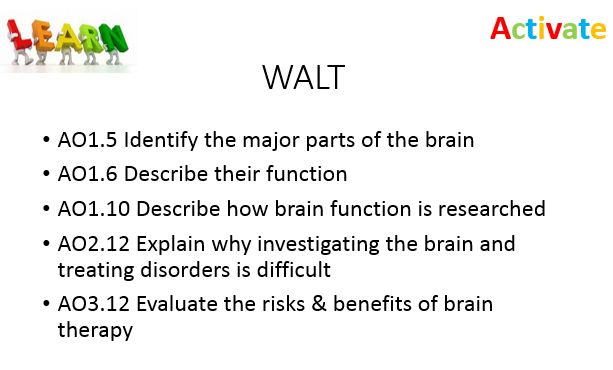 LEARN
Activate
WALT
• AO1.5 Identify the major parts of the brain
• AO1.6 Describe their function
• AO1.10 Describe how brain function is researched
• AO2.12 Explain why investigating the brain and
treating disorders is difficult
• AO3.12 Evaluate the risks & benefits of brain
therapy